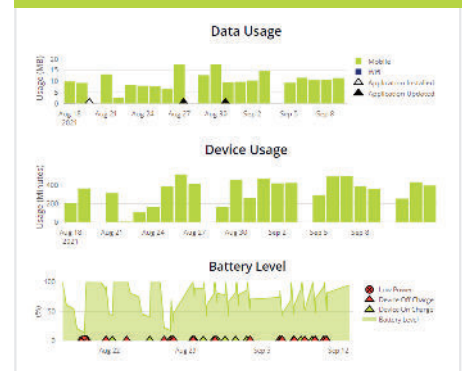 Data Usage
Usage (MB)
20
15
10
5
0
Aug 18
2021
Aug 21
Aug 24
Aug 27
Aug 30
Sep 2
Sep 5
Sep 8
Mobile
Wifi
Application Installed
Application Updated
Device Usage
Usage (Minutes)
400
200
0
Aug 18
2021
Aug 21
Aug 24
Aug 27
Aug 30
Sep 2
Sep 5
Sep 8
Battery Level
(%)
100
50
0
Aug 22
Sep 5
Sep 12
Low Power
Device Off Charge
Device On Charge
Battery Level